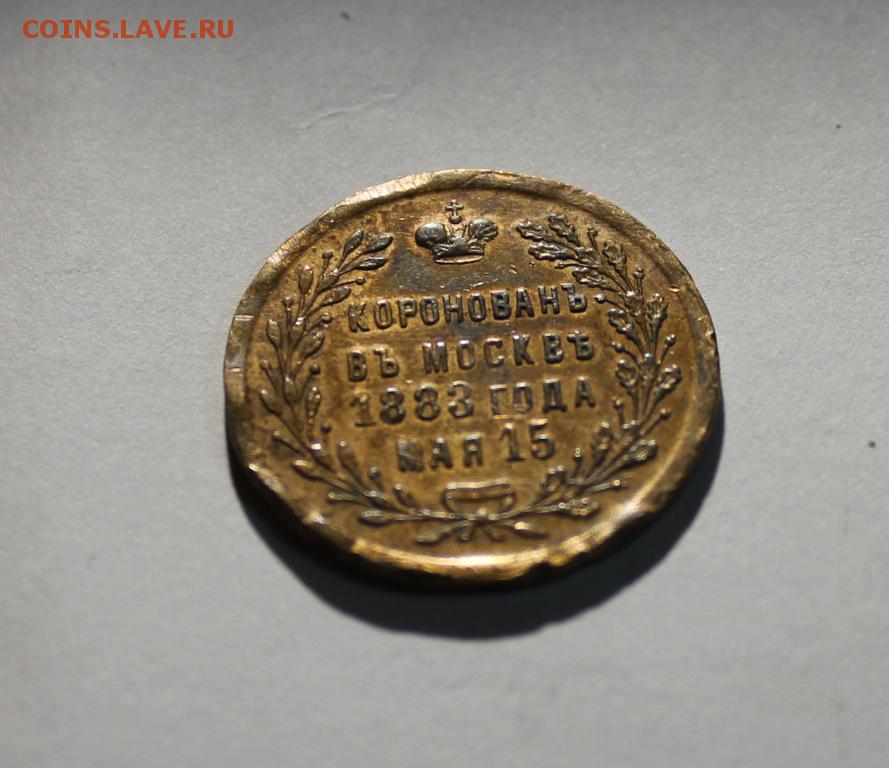 COINS.LAVE.RU
КОРОНОВАНЪ
ВЪ МОСКВѢ
1883 ГОДА
МАЯ 15